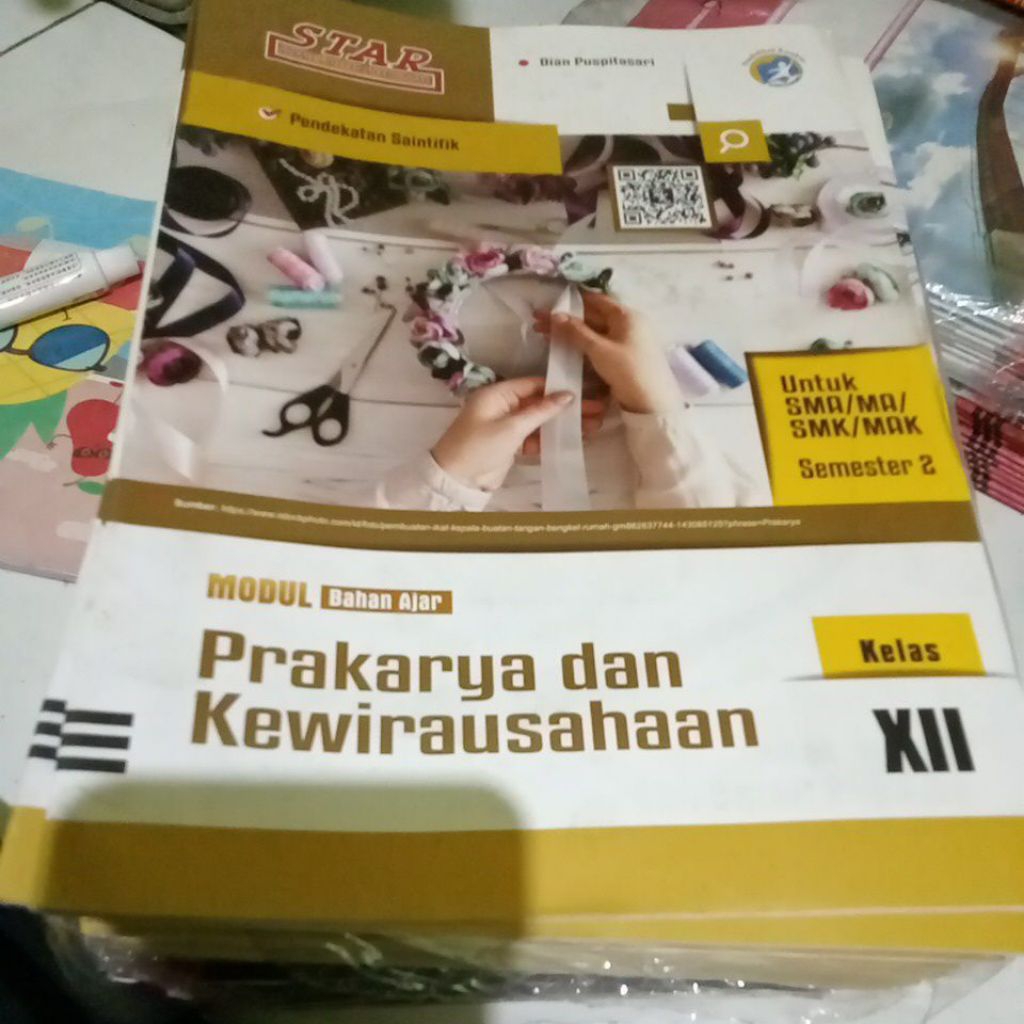 STAR
Dian Puspitasari
Pendekatan Saintifik
Untuk
SMA/MA/
SMK/MAK
Semester 2
MODUL Bahan Ajar
Prakarya dan
Kewirausahaan
Kelas
XII